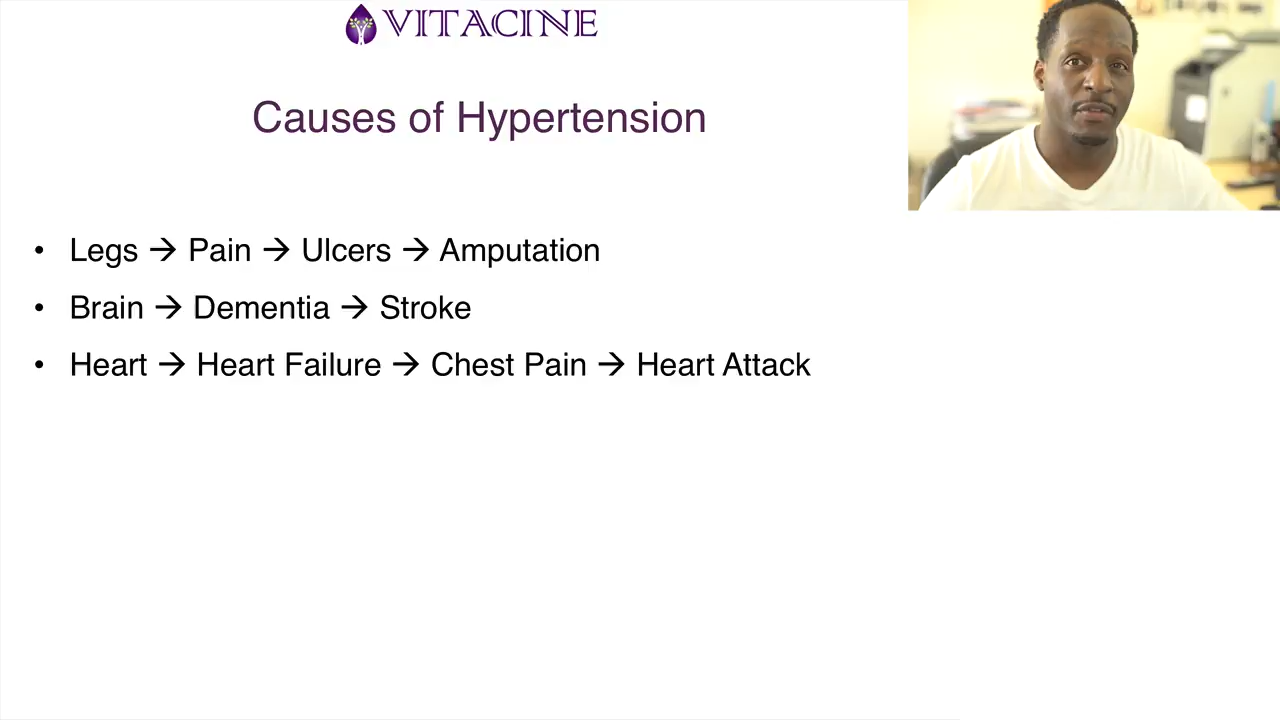 VITACINE
Causes of Hypertension
• Legs → Pain → Ulcers → Amputation
• Brain → Dementia → Stroke
• Heart → Heart Failure → Chest Pain → Heart Attack